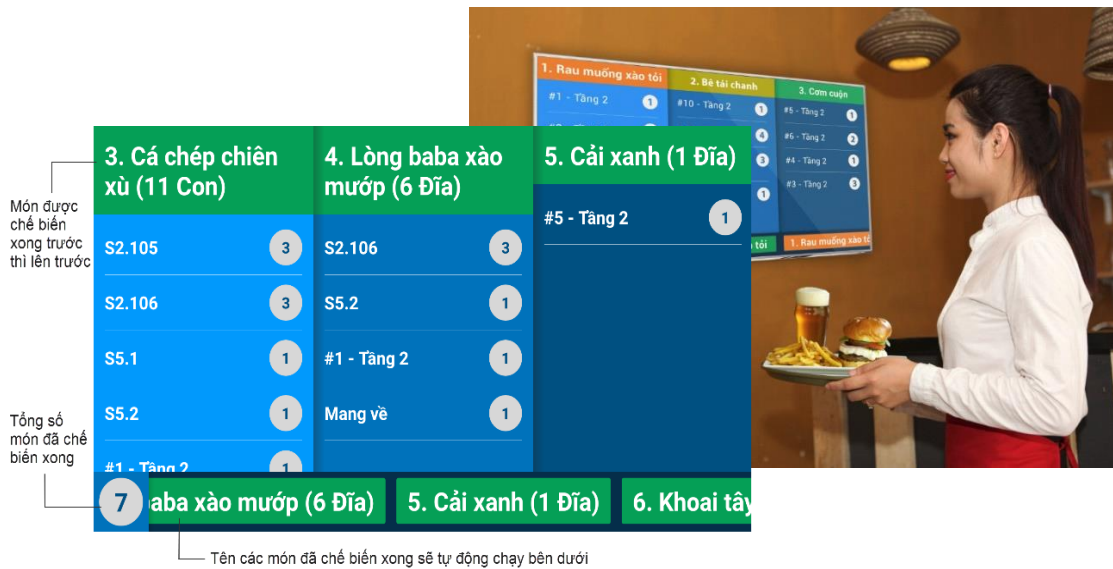 1. Rau muống xào tỏi
2. Bê tái chanh
3. Cơm cuộn
#1 - Tầng 2 1
#10 - Tầng 2 1
#5 - Tầng 2 1
4
#6 - Tầng 2 2
3
#4 - Tầng 2 1
1
#3 - Tầng 2 3
tỏi
1. Rau muống xào tỏ
3. Cá chép chiên
xù (11 Con)
S2.105 3
S2.106 3
S5.1 1
S5.2 1
#1 - Tầng 2 1
4. Lòng baba xào
mướp (6 Đĩa)
S2.106 3
S5.2 1
#1 - Tầng 2 1
Mang về 1
5. Cải xanh (1 Đĩa)
#5 - Tầng 2 1
7
baba xào mướp (6 Đĩa)
5. Cải xanh (1 Đĩa)
6. Khoai tây
Món được
chế biến
xong trước
thì lên trước
Tổng số
món đã chế
biến xong
Tên các món đã chế biến xong sẽ tự động chạy bên dưới